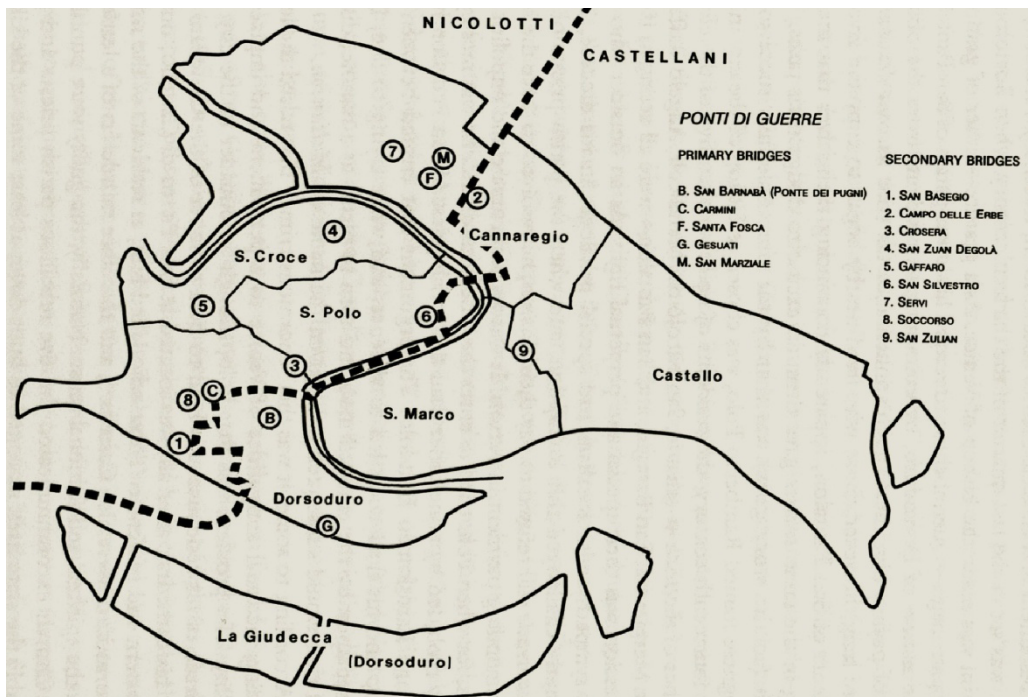 NICOLOTTI
CASTELLANI
PONTI DI GUERRE
PRIMARY BRIDGES
B. SAN BARNABÀ (PONTE DEI PUGNI)
C. CARMINI
F. SANTA FOSCA
G. GESUATI
M. SAN MARZIALE
SECONDARY BRIDGES
1. SAN BASEGIO
2. CAMPO DELLE ERBE
3. CROSERA
4. SAN ZUAN DEGOLÀ
5. GAFFARO
6. SAN SILVESTRO
7. SERVI
8. SOCCORSO
9. SAN ZULIAN
7
M
F
2
4
Cannaregio
S. Croce
5
S. Polo
6
9
3
Castello
8
C
B
S. Marco
1
Dorsoduro
G
La Giudecca
(Dorsoduro)